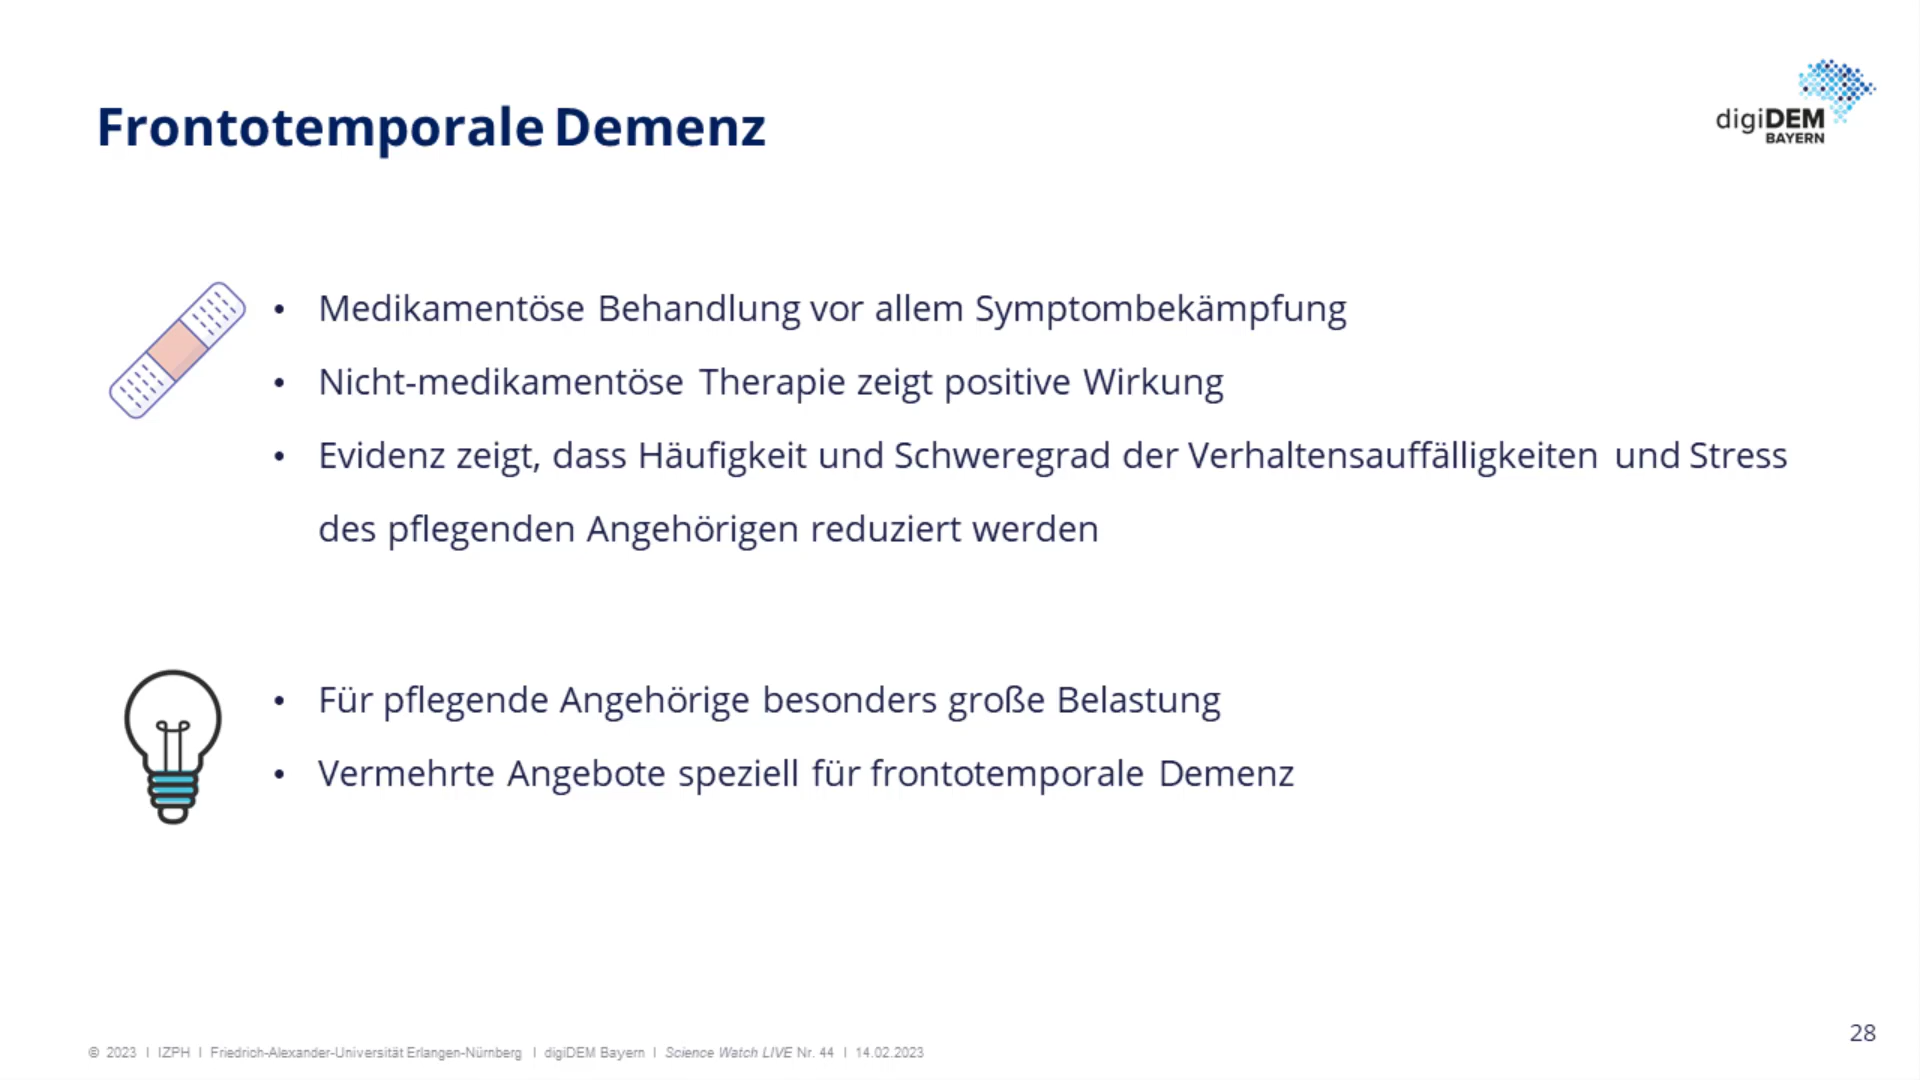 Frontotemporale Demenz
digiDEM
BAYERN
• Medikamentöse Behandlung vor allem Symptombekämpfung
• Nicht-medikamentöse Therapie zeigt positive Wirkung
• Evidenz zeigt, dass Häufigkeit und Schweregrad der Verhaltensauffälligkeiten und Stress
des pflegenden Angehörigen reduziert werden
• Für pflegende Angehörige besonders große Belastung
• Vermehrte Angebote speziell für frontotemporale Demenz
28
© 2023 I IZPH I Friedrich-Alexander-Universität Erlangen-Nürnberg I digiDEM Bayern I Science Watch LIVE Nr. 44 I 14.02.2023